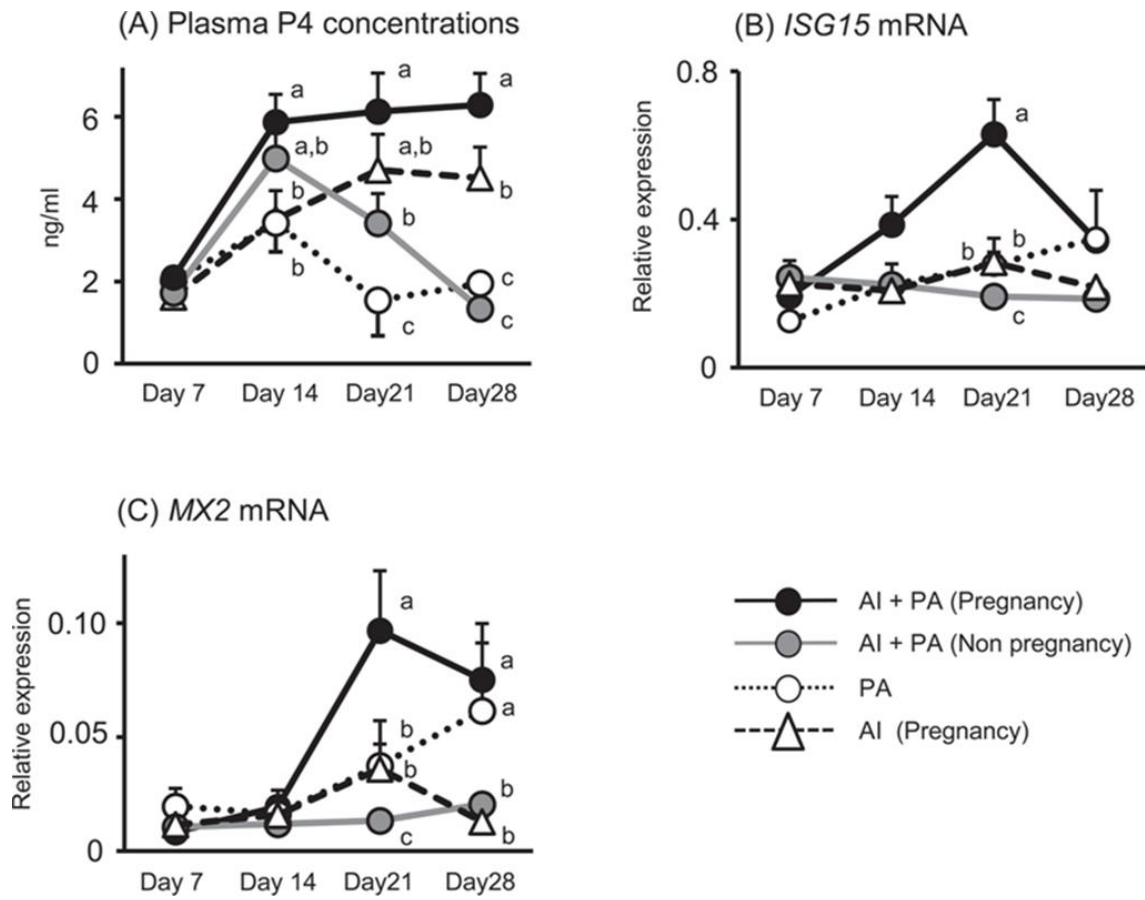 (A) Plasma P4 concentrations
6
4
2
0
ng/ml
a
a
a
a,b
a,b
b
b
b
b
c
c
c
Day 7 Day 14 Day21 Day28
(B) ISG15 mRNA
0.8
0.4
0
Relative expression
a
b
b
c
Day 7 Day 14 Day21 Day28
(C) MX2 mRNA
0.10
0.05
0
Relative expression
a
a
a
b
b
b
b
c
Day 7 Day 14 Day21 Day28
AI + PA (Pregnancy)
AI + PA (Non pregnancy)
PA
AI (Pregnancy)